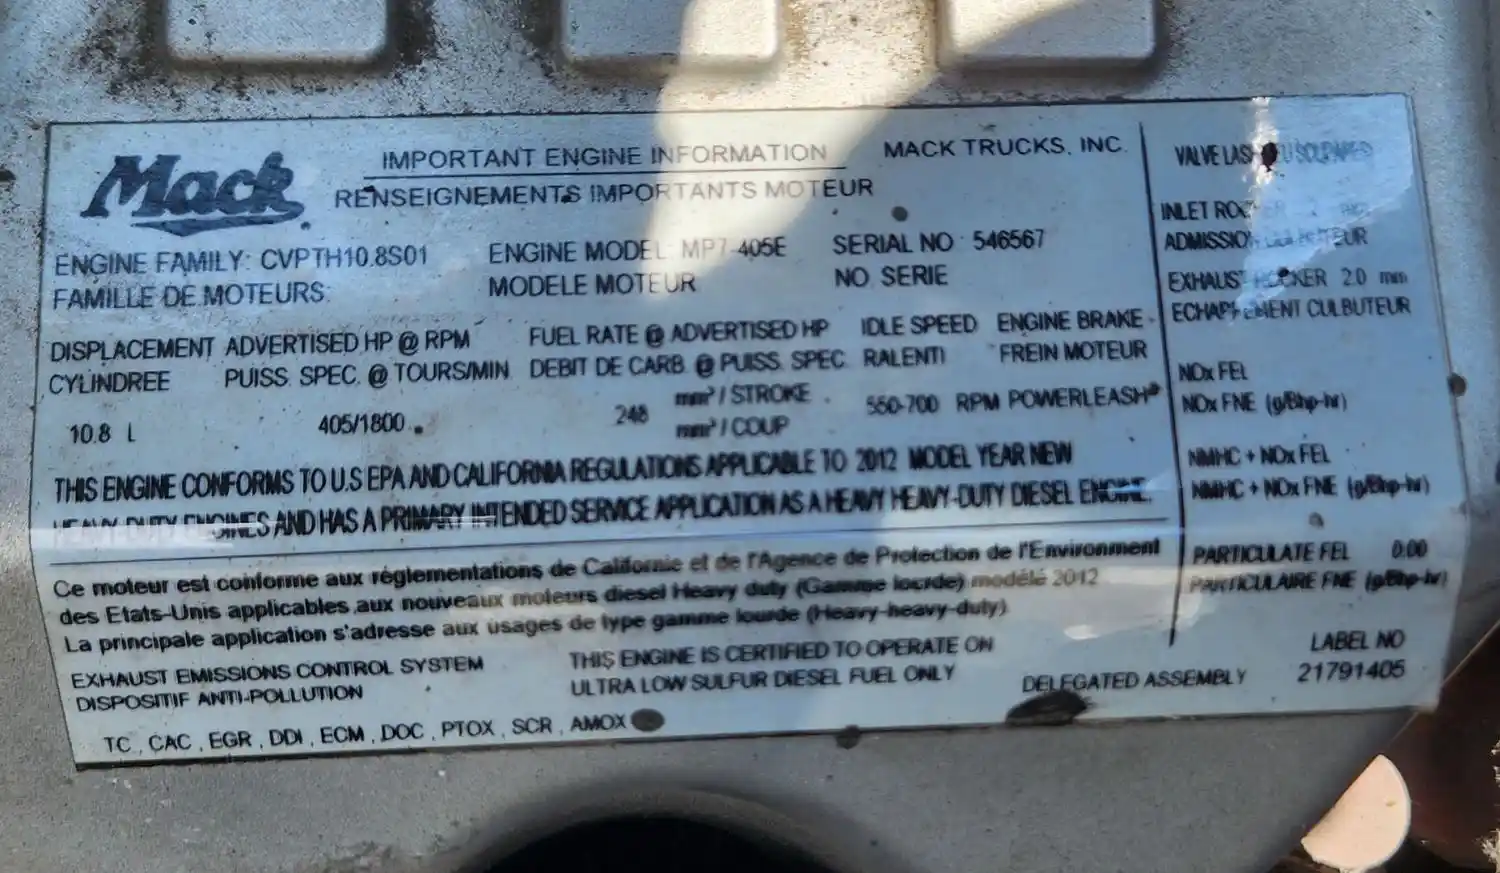 Mack
IMPORTANT ENGINE INFORMATION
MACK TRUCKS, INC.
RENSEIGNEMENTS IMPORTANTS MOTEUR
ENGINE FAMILY: CVPTH10.8S01
FAMILLE DE MOTEURS:
ENGINE MODEL: MP7-405E
MODELE MOTEUR
SERIAL NO : 546567
NO. SERIE
DISPLACEMENT
CYLINDREE
10.8 L
ADVERTISED HP @ RPM
PUISS. SPEC. @ TOURS/MIN
405/1800
FUEL RATE @ ADVERTISED HP
DEBIT DE CARB. @ PUISS. SPEC.
248
mm³ / STROKE
mm³ / COUP
IDLE SPEED
RALENTI
550-700 RPM
ENGINE BRAKE
FREIN MOTEUR
POWERLEASH®
THIS ENGINE CONFORMS TO U.S EPA AND CALIFORNIA REGULATIONS APPLICABLE TO 2012 MODEL YEAR NEW
HEAVY-DUTY ENGINES AND HAS A PRIMARY INTENDED SERVICE APPLICATION AS A HEAVY HEAVY-DUTY DIESEL ENGINE.
Ce moteur est conforme aux réglementations de Californie et de l'Agence de Protection de l'Environment
des Etats-Unis applicables aux nouveaux moteurs diesel Heavy duty (Gamme lourde) modélé 2012
La principale application s'adresse aux usages de type gamme lourde (Heavy-heavy-duty)
EXHAUST EMISSIONS CONTROL SYSTEM
DISPOSITIF ANTI-POLLUTION
TC , CAC , EGR , DDI , ECM , DOC , PTOX , SCR , AMOX
THIS ENGINE IS CERTIFIED TO OPERATE ON
ULTRA LOW SULFUR DIESEL FUEL ONLY
DELEGATED ASSEMBLY
VALVE
INLET
ADMISSION
EXHAUST ROCKER 2.0 mm
ECHAPPEMENT CULBUTEUR
NOx FEL
NOx FNE (g/Bhp-hr)
NMHC + NOx FEL
NMHC + NOx FNE (g/Bhp-hr)
PARTICULATE FEL 0.00
PARTICULAIRE FNE (g/Bhp-hr)
LABEL NO
21791405